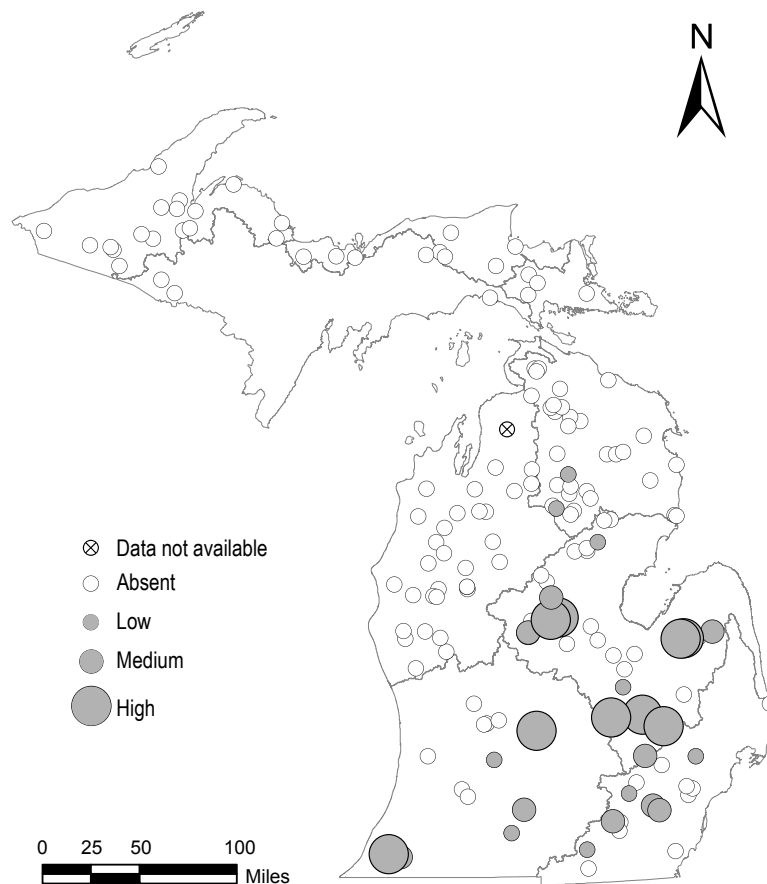 N
Data not available
Absent
Low
Medium
High
0 25 50 100
Miles